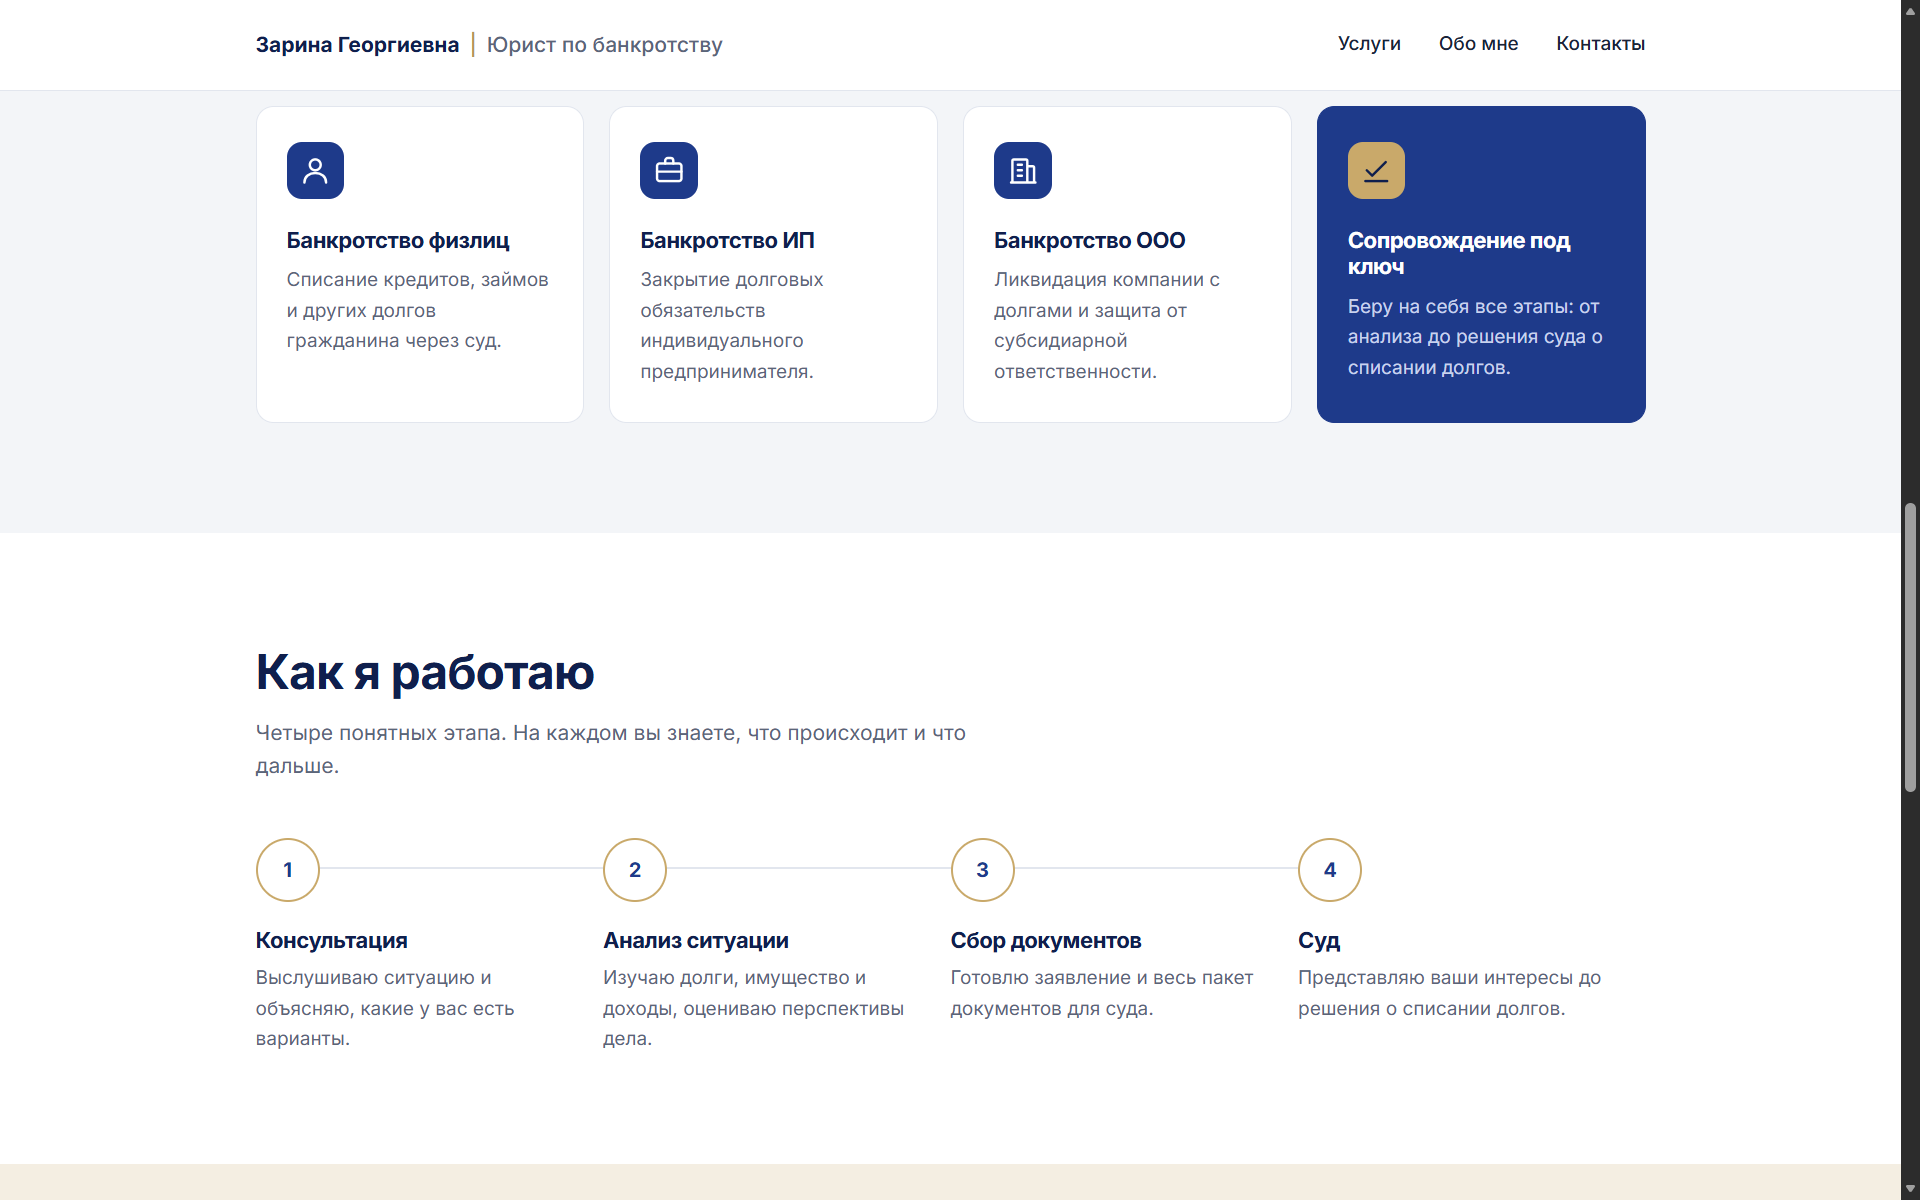 Зарина Георгиевна | Юрист по банкротству
Услуги
Обо мне
Контакты
Банкротство физлиц
Списание кредитов, займов
и других долгов
гражданина через суд.
Банкротство ИП
Закрытие долговых
обязательств
индивидуального
предпринимателя.
Банкротство ООО
Ликвидация компании с
долгами и защита от
субсидиарной
ответственности.
Сопровождение под
ключ
Беру на себя все этапы: от
анализа до решения суда о
списании долгов.
Как я работаю
Четыре понятных этапа. На каждом вы знаете, что происходит и что
дальше.
1
Консультация
Выслушиваю ситуацию и
объясняю, какие у вас есть
варианты.
2
Анализ ситуации
Изучаю долги, имущество и
доходы, оцениваю перспективы
дела.
3
Сбор документов
Готовлю заявление и весь пакет
документов для суда.
4
Суд
Представляю ваши интересы до
решения о списании долгов.